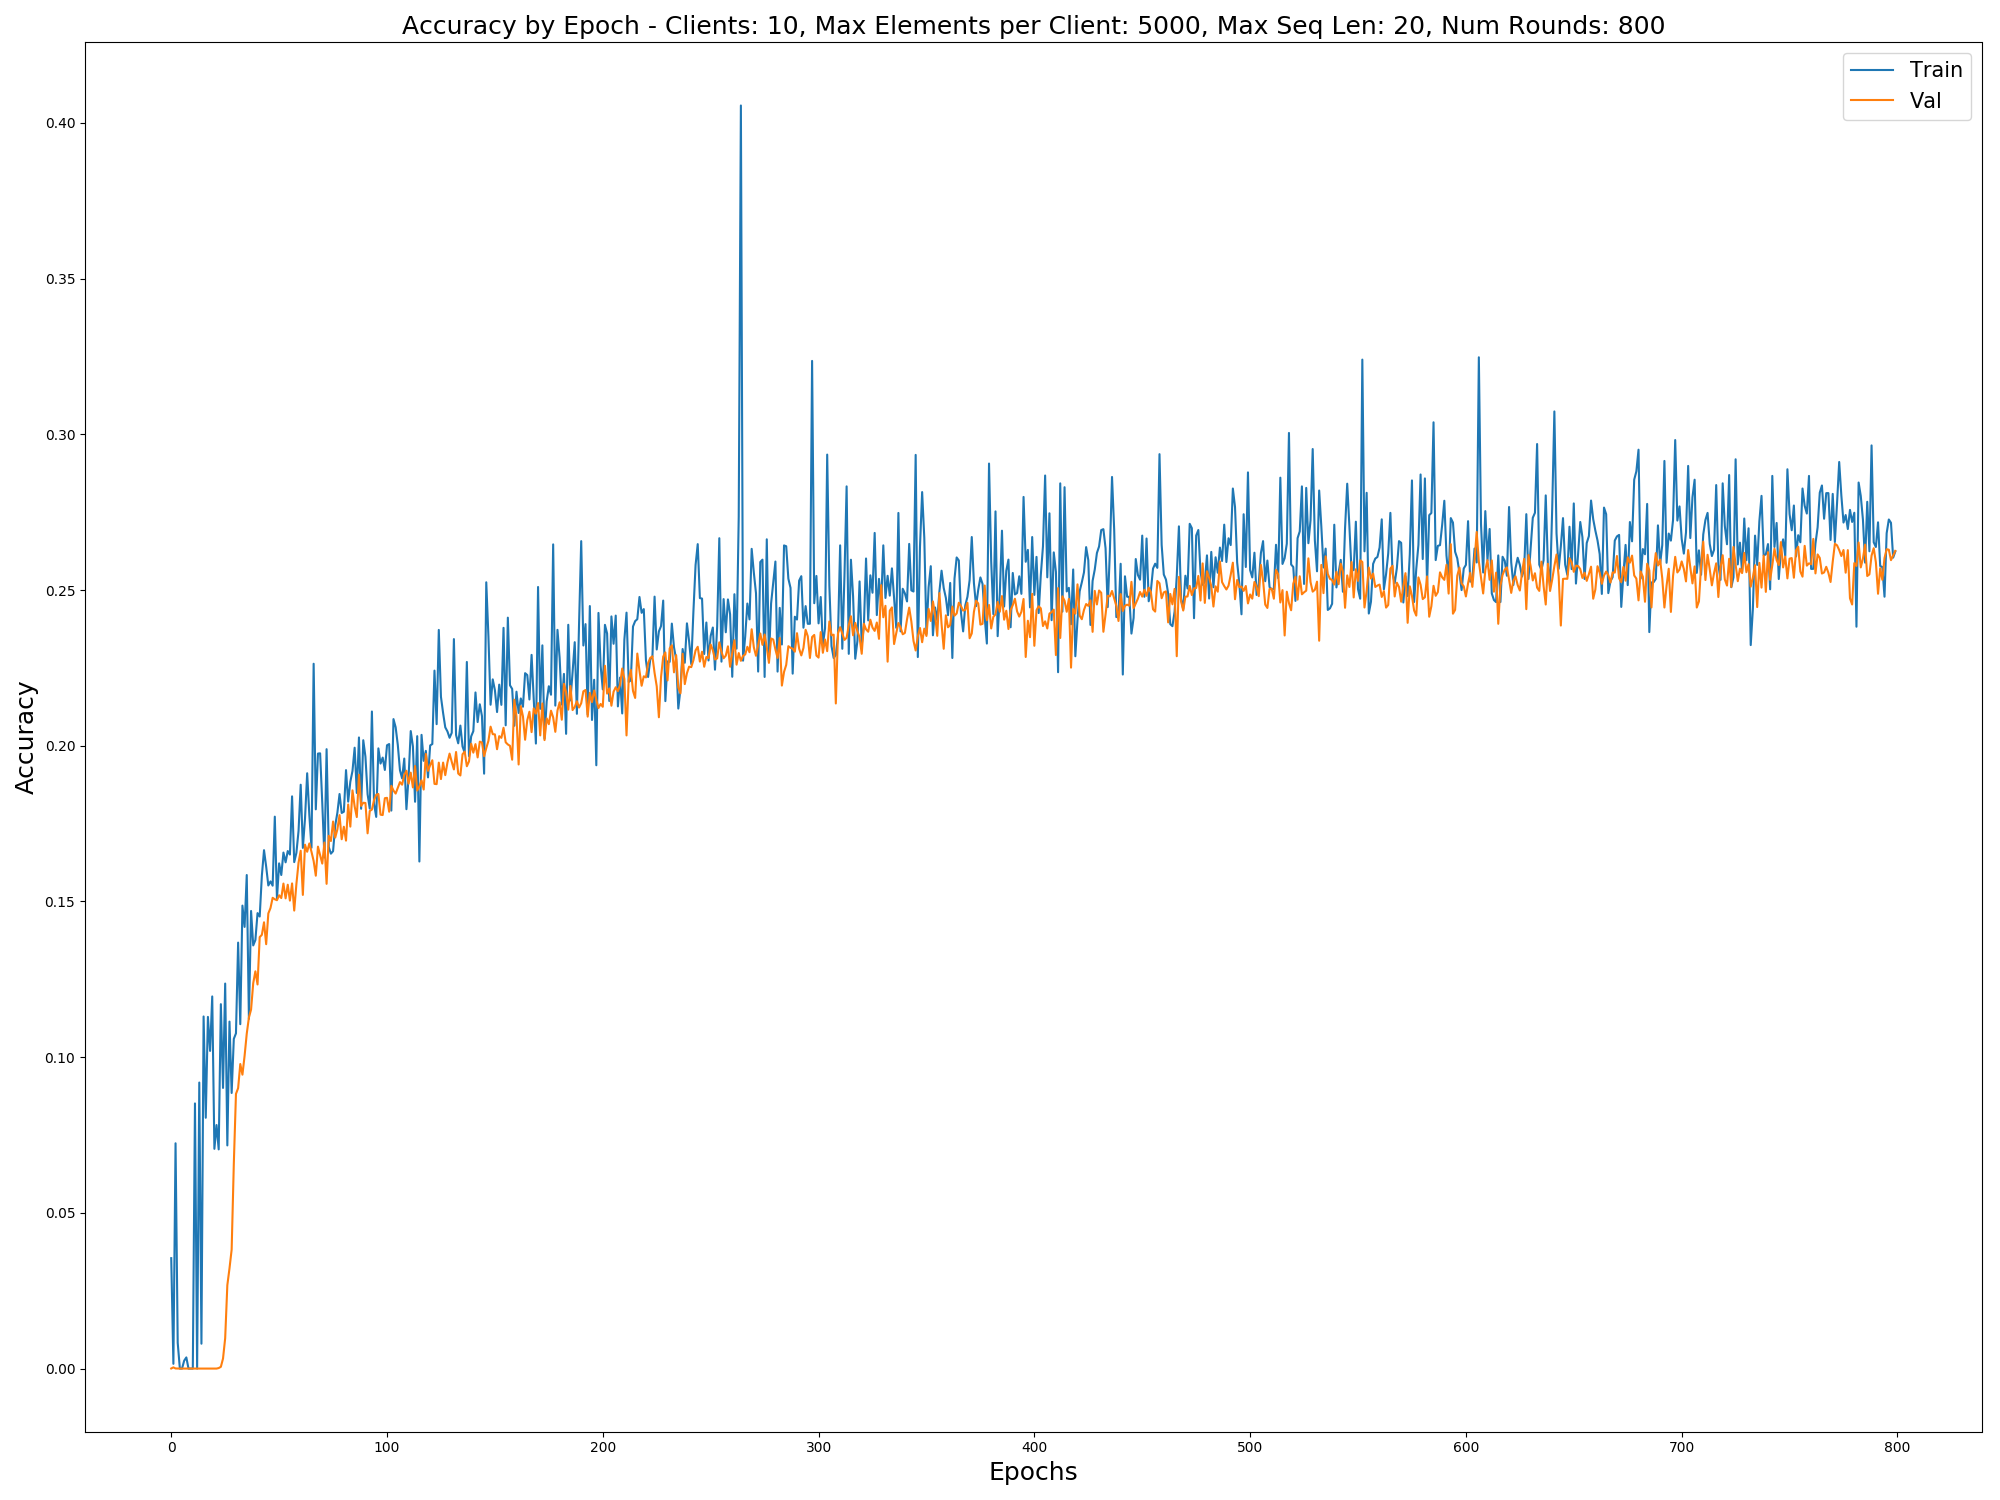 Accuracy by Epoch - Clients: 10, Max Elements per Client: 5000, Max Seq Len: 20, Num Rounds: 800
Train
Val
0.40
0.35
0.30
0.25
0.20
0.15
0.10
0.05
0.00
Accuracy
0 100 200 300 400 500 600 700 800
Epochs